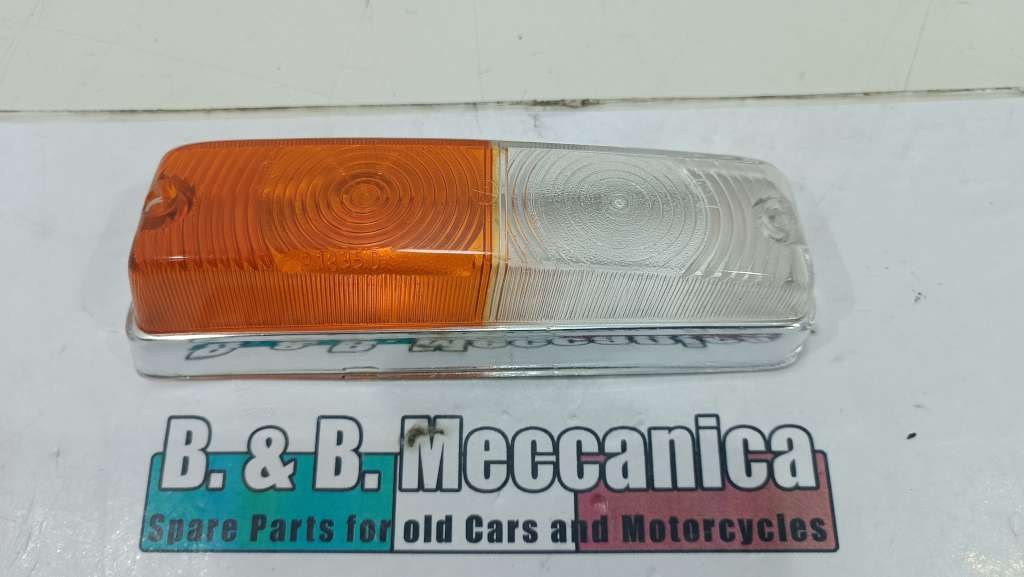 B. & B. Meccanica
Spare Parts for old Cars and Motorcycles